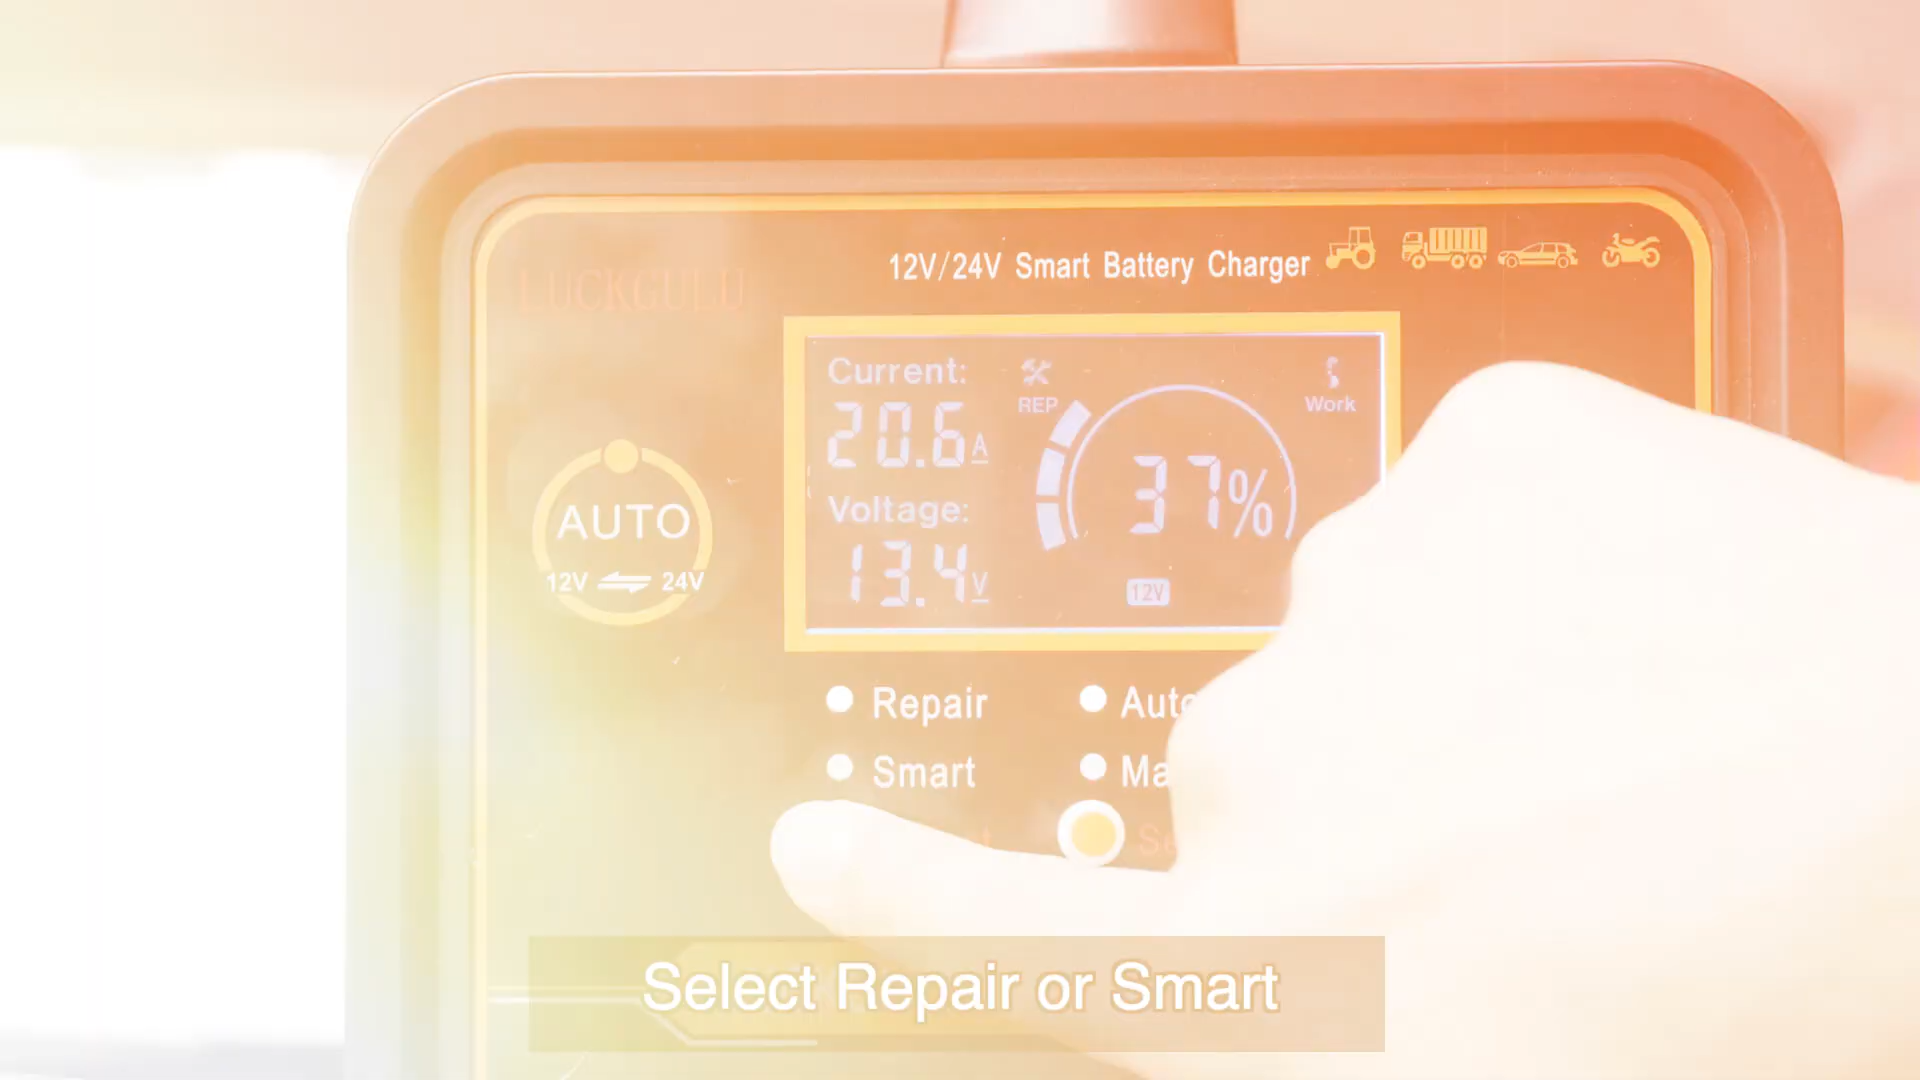 12V/24V Smart Battery Charger
LUCKGULU
Current:
20.6A
REP
Work
37%
Voltage:
13.4V
12V
AUTO
12V 24V
Repair
Smart
Select Repair or Smart